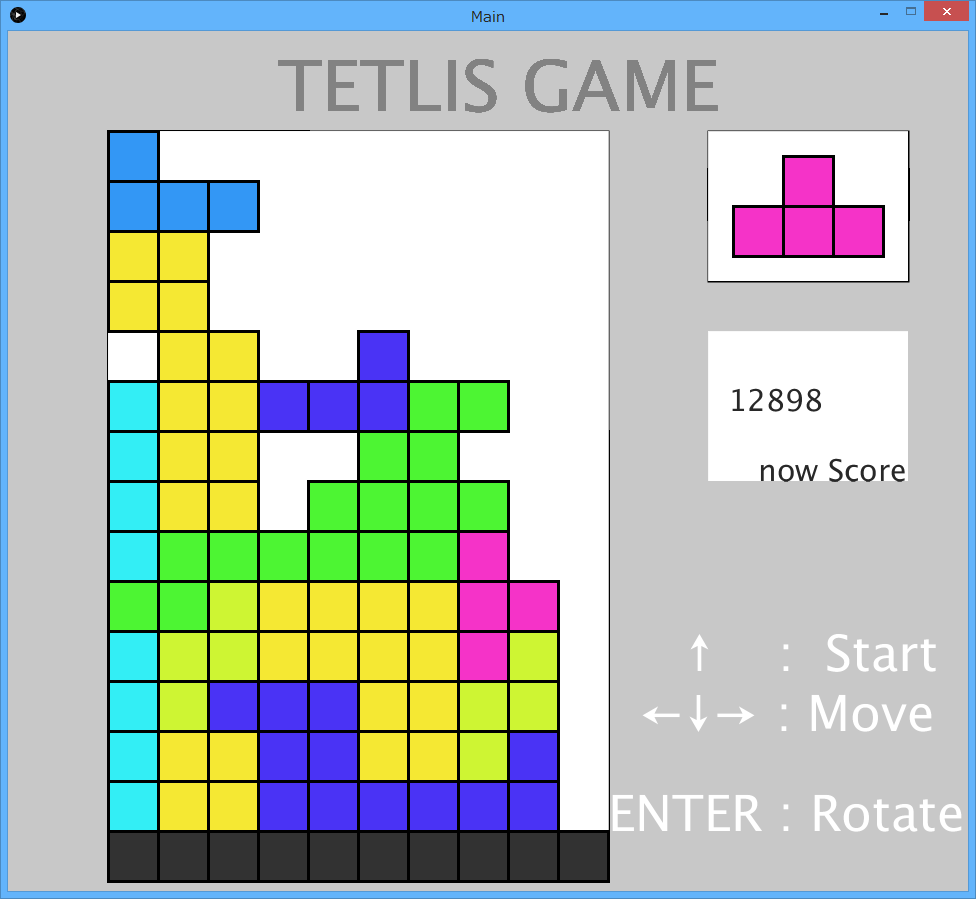 Main
TETLIS GAME
12898
now Score
↑ : Start
←↓→ : Move
ENTER : Rotate